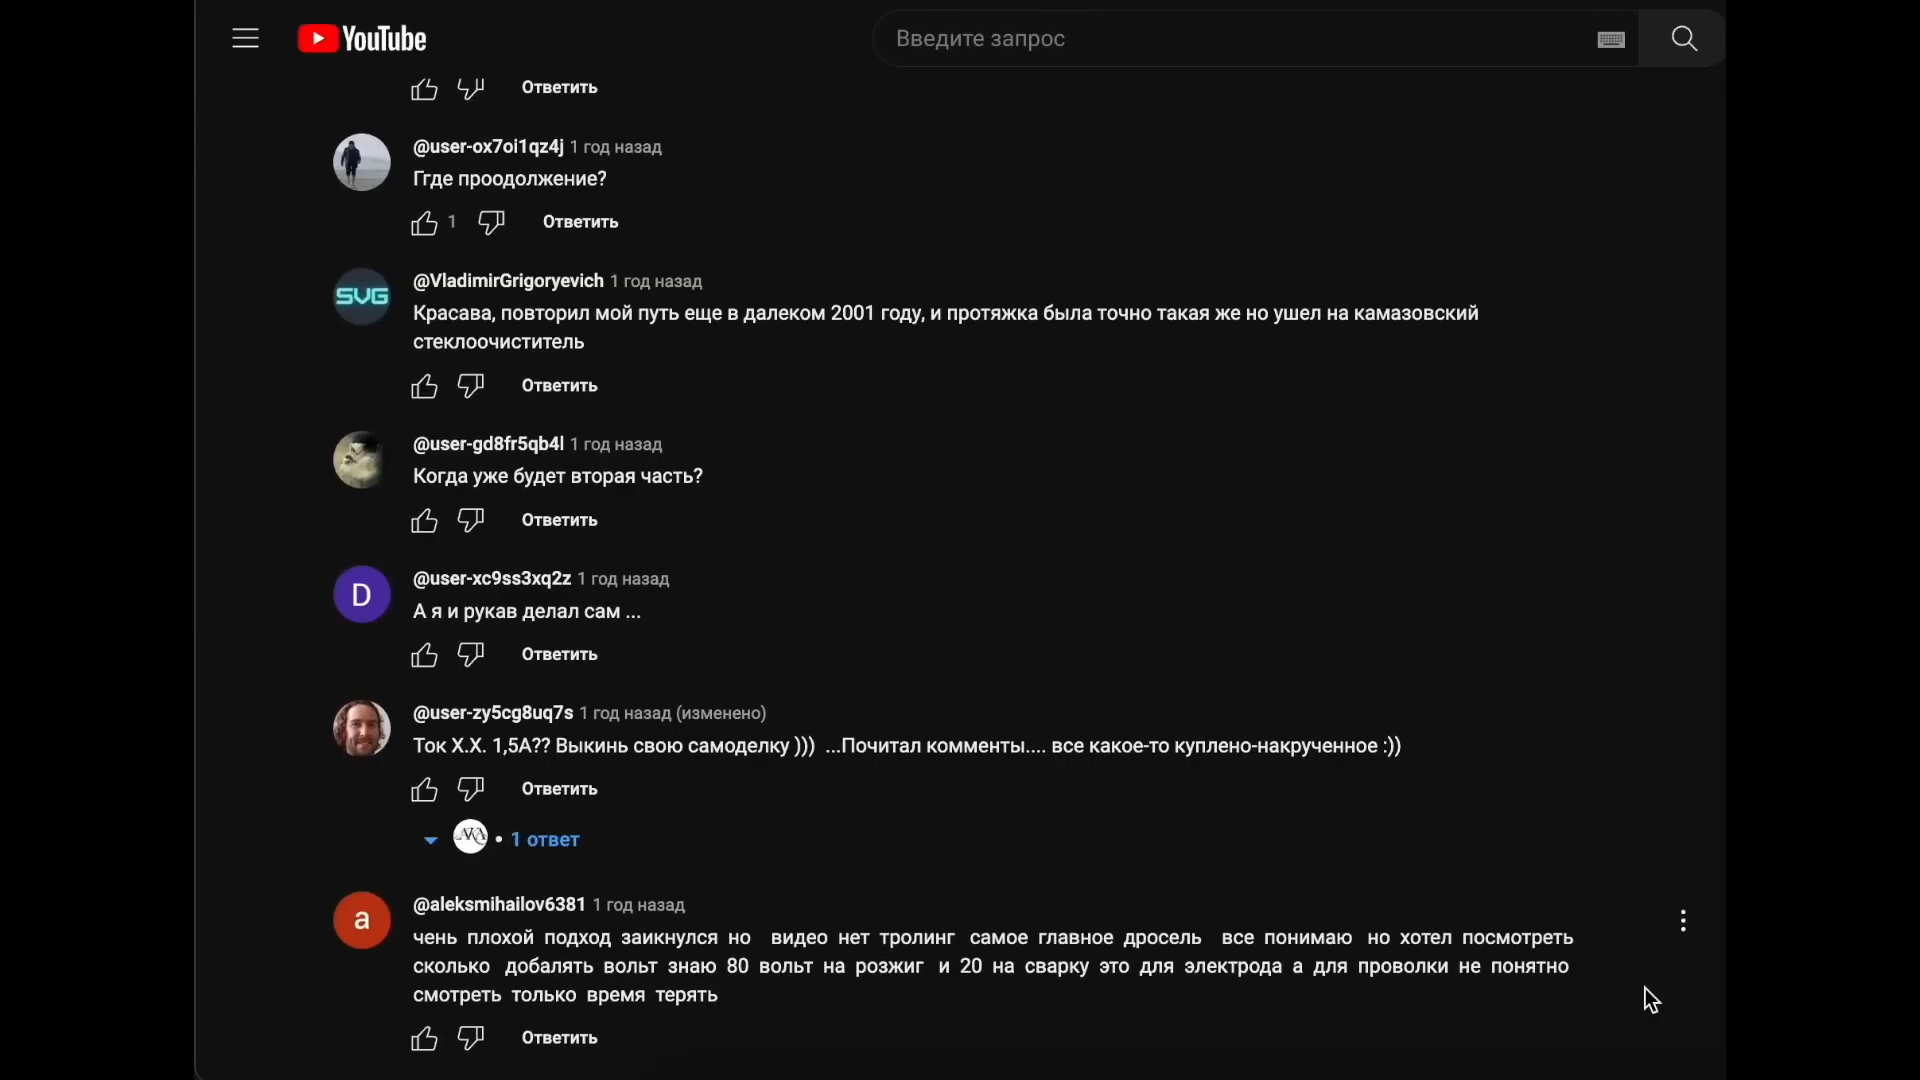 YouTube
Введите запрос
Ответить
@user-ox7oi1qz4j 1 год назад
Ггде проодолжение?
1 Ответить
SVG
@VladimirGrigoryevich 1 год назад
Красава, повторил мой путь еще в далеком 2001 году, и протяжка была точно такая же но ушел на камазовский
стеклоочиститель
Ответить
@user-gd8fr5qb4l 1 год назад
Когда уже будет вторая часть?
Ответить
D
@user-xc9ss3xq2z 1 год назад
А я и рукав делал сам ...
Ответить
@user-zy5cg8uq7s 1 год назад (изменено)
Ток Х.Х. 1,5А?? Выкинь свою самоделку ))) ...Почитал комменты.... все какое-то куплено-накрученное :))
Ответить
AKA • 1 ответ
a
@aleksmihailov6381 1 год назад
чень плохой подход заикнулся но видео нет тролинг самое главное дросель все понимаю но хотел посмотреть
сколько добалять вольт знаю 80 вольт на розжиг и 20 на сварку это для электрода а для проволки не понятно
смотреть только время терять
Ответить